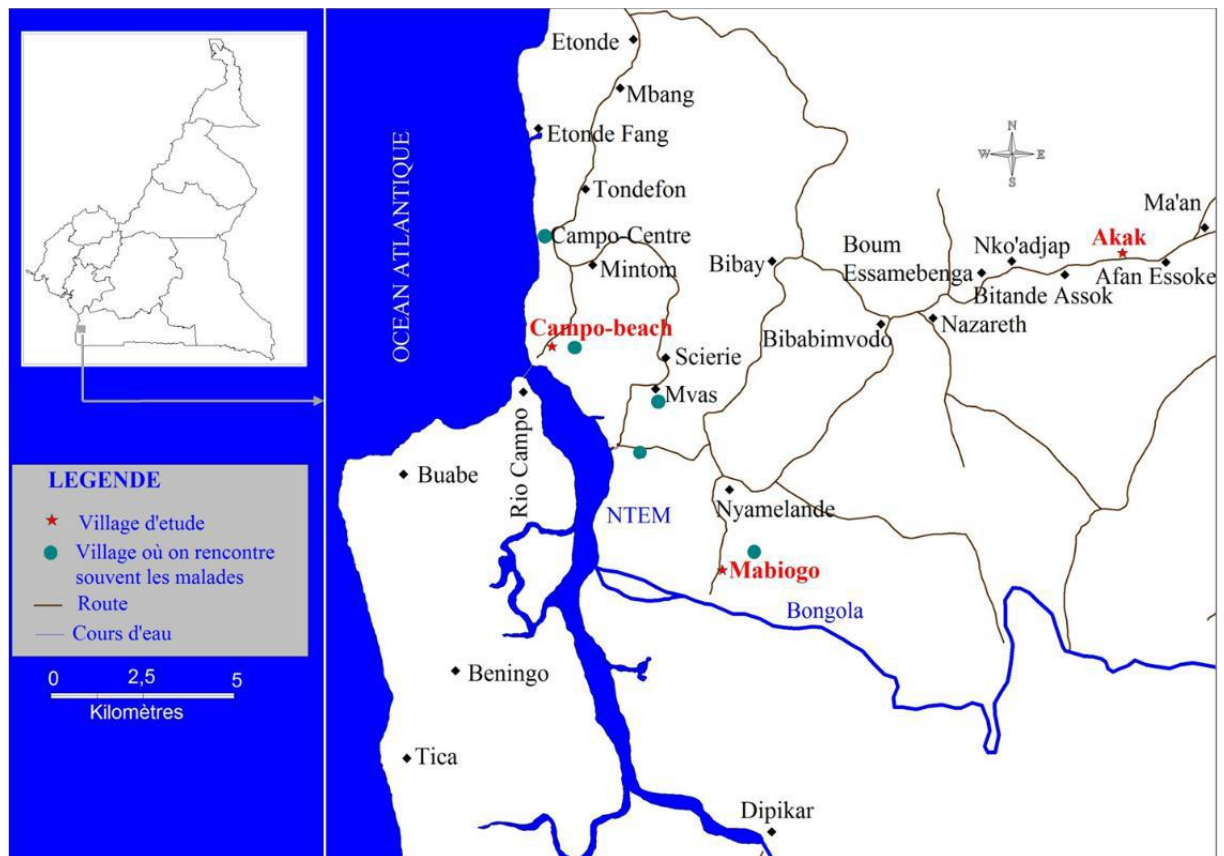 Etonde
Mbang
Etonde Fang
OCEAN ATLANTIQUE
N
W
E
S
Tondefon
Ma'an
Campo-Centre
Akak
Mintom
Bibay
Boum
Essamebenga
Nko'adjap
Bitande Assok
Afan Essoke
Campo-beach
Scierie
Bibabimvodo
Nazareth
Mvas
Rio Campo
Buabe
NTEM
Nyamelande
Mabiogo
Bongola
Beningo
Tica
Dipikar
LEGENDE
Village d'etude
Village où on rencontre
souvent les malades
Route
Cours d'eau
0 2,5 5
Kilomètres